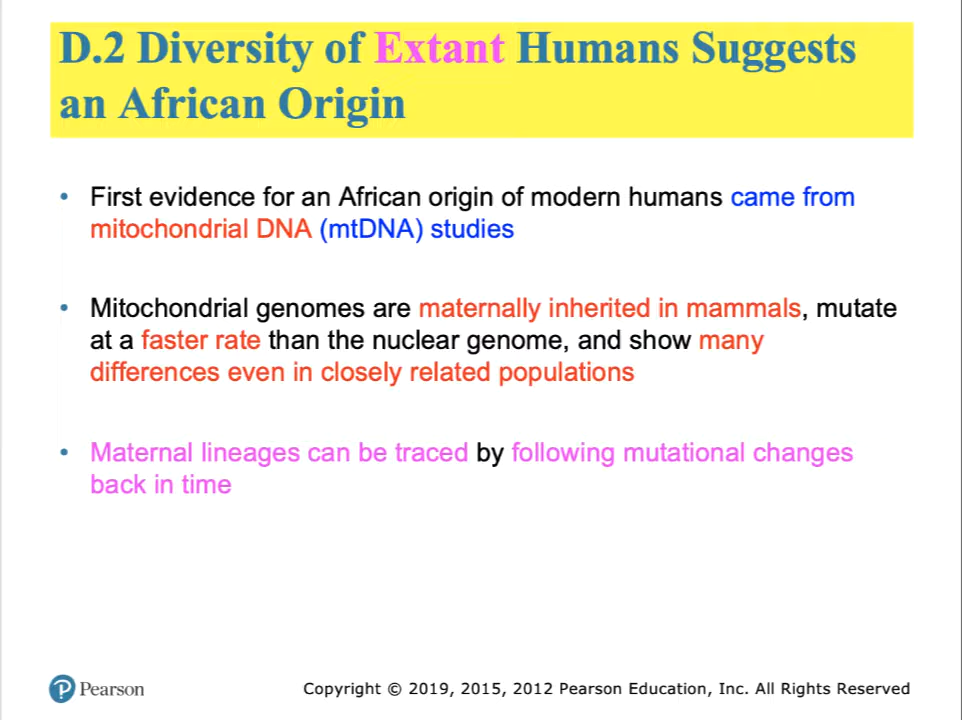 D.2 Diversity of Extant Humans Suggests
an African Origin
• First evidence for an African origin of modern humans came from
mitochondrial DNA (mtDNA) studies
• Mitochondrial genomes are maternally inherited in mammals, mutate
at a faster rate than the nuclear genome, and show many
differences even in closely related populations
• Maternal lineages can be traced by following mutational changes
back in time
P Pearson
Copyright © 2019, 2015, 2012 Pearson Education, Inc. All Rights Reserved